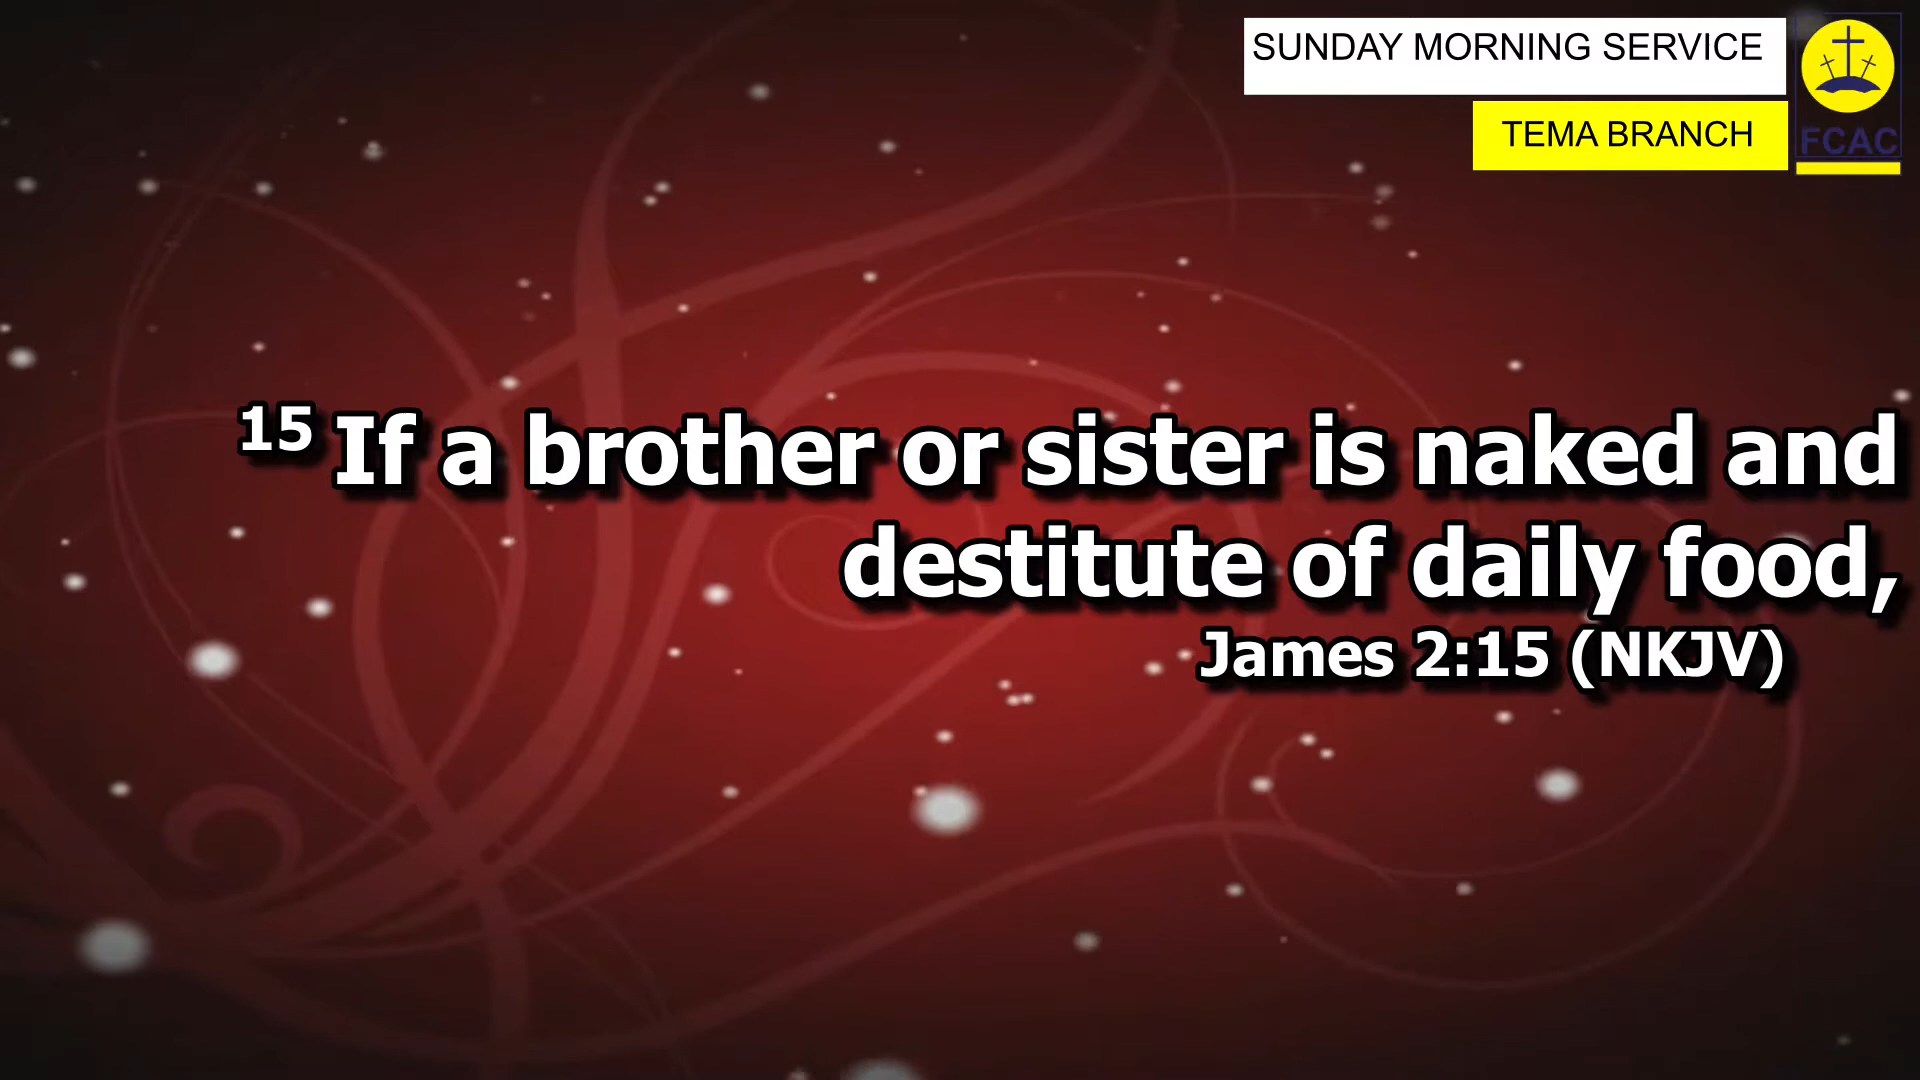 SUNDAY MORNING SERVICE
TEMA BRANCH
FCAC
15 If a brother or sister is naked and
destitute of daily food,
James 2:15 (NKJV)